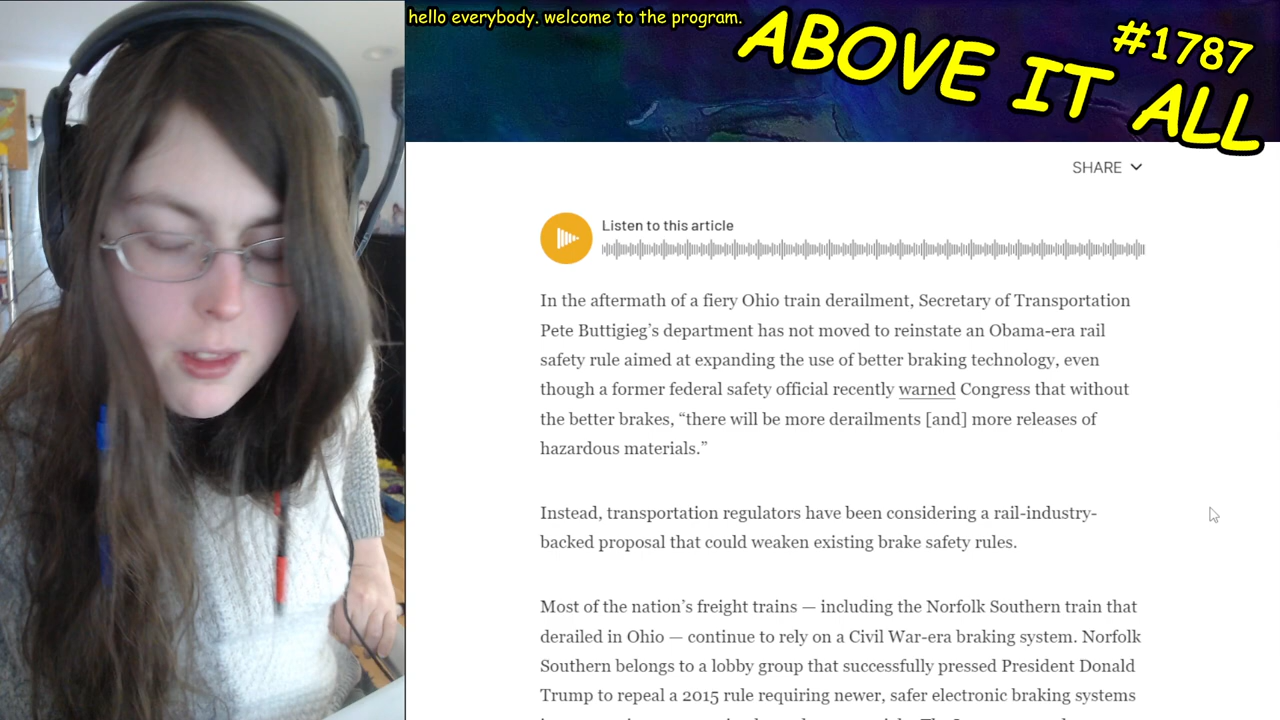 hello everybody. welcome to the program.
ABOVE IT ALL
#1787
SHARE
Listen to this article
In the aftermath of a fiery Ohio train derailment, Secretary of Transportation
Pete Buttigieg’s department has not moved to reinstate an Obama-era rail
safety rule aimed at expanding the use of better braking technology, even
though a former federal safety official recently warned Congress that without
the better brakes, “there will be more derailments [and] more releases of
hazardous materials.”
Instead, transportation regulators have been considering a rail-industry-
backed proposal that could weaken existing brake safety rules.
Most of the nation’s freight trains — including the Norfolk Southern train that
derailed in Ohio — continue to rely on a Civil War-era braking system. Norfolk
Southern belongs to a lobby group that successfully pressed President Donald
Trump to repeal a 2015 rule requiring newer, safer electronic braking systems